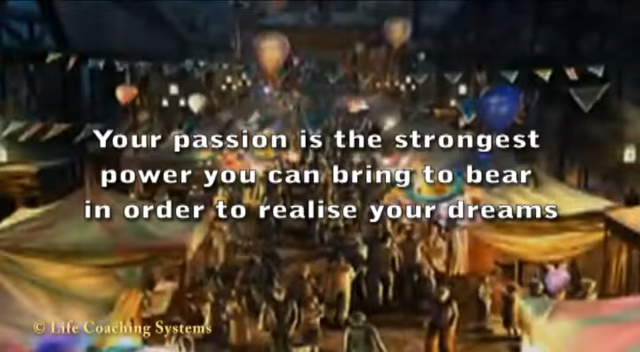 Your passion is the strongest
power you can bring to bear
in order to realise your dreams
© Life Coaching Systems